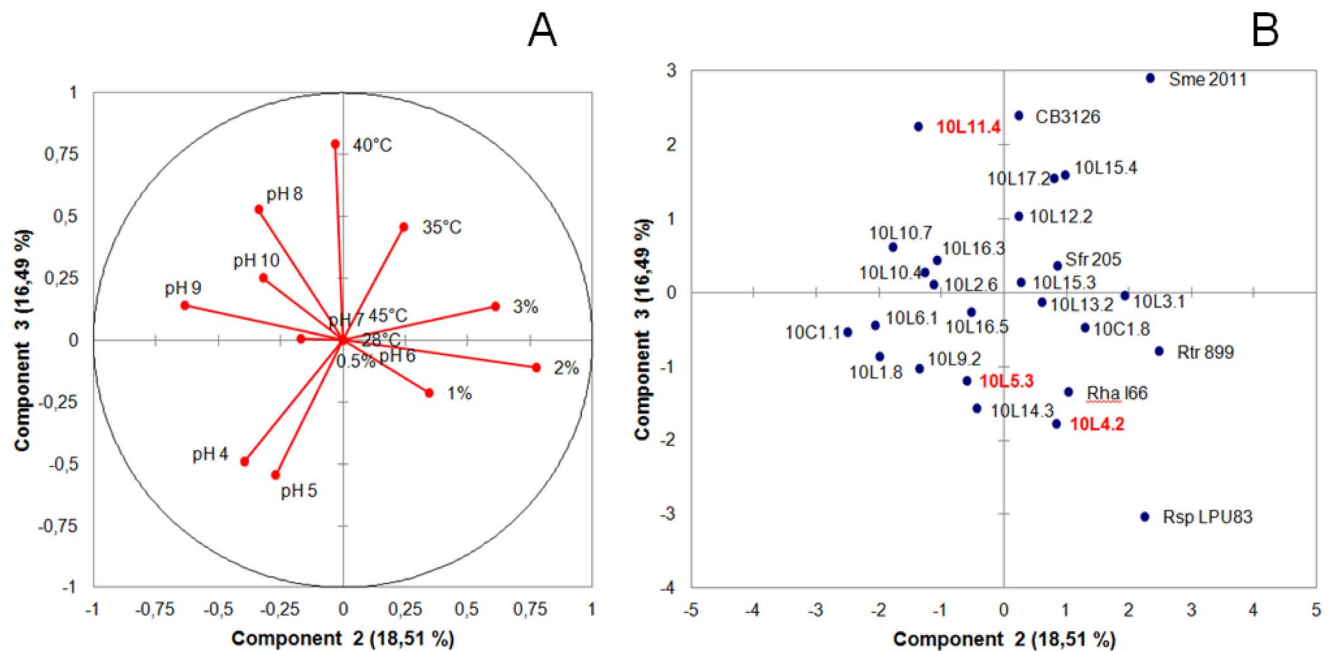 A
1
0,75
0,5
0,25
0
-0,25
-0,5
-0,75
-1
Component 3 (16,49 %)
40°C
pH 8
35°C
pH 10
pH 9
3%
pH 7 45°C
28°C
0.5% pH 6
2%
1%
pH 4
pH 5
-1 -0,75 -0,5 -0,25 0 0,25 0,5 0,75 1
Component 2 (18,51 %)
B
3
2
1
0
-1
-2
-3
-4
Component 3 (16,49 %)
Sme 2011
CB3126
10L11.4
10L15.4
10L17.2
10L12.2
10L10.7
10L16.3
Sfr 205
10L10.4
10L2.6
10L15.3
10L13.2
10L3.1
10L6.1
10L16.5
10C1.1
10C1.8
10L9.2
10L1.8
Rtr 899
10L5.3
Rha I66
10L14.3
10L4.2
Rsp LPU83
-5 -4 -3 -2 -1 0 1 2 3 4 5
Component 2 (18,51 %)